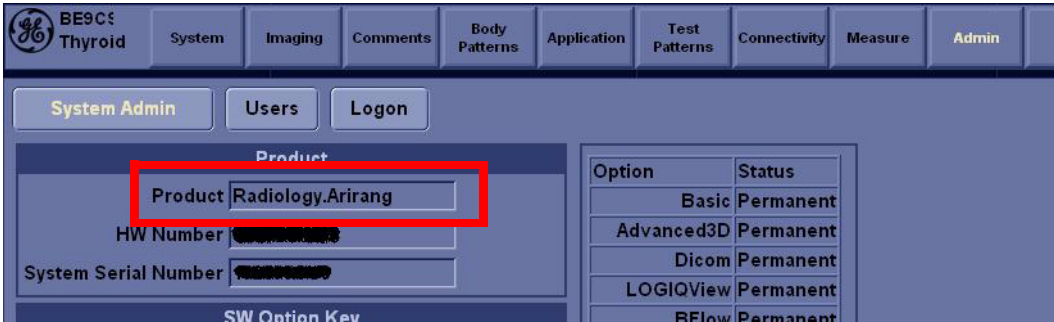 BE9CS
Thyroid
System
Imaging
Comments
Body
Patterns
Application
Test
Patterns
Connectivity
Measure
Admin
System Admin
Users
Logon
Product
Product Radiology.Arirang
HW Number
System Serial Number
SW Option Key
Option Status
Basic Permanent
Advanced3D Permanent
Dicom Permanent
LOGIQView Permanent
BFlow Permanent